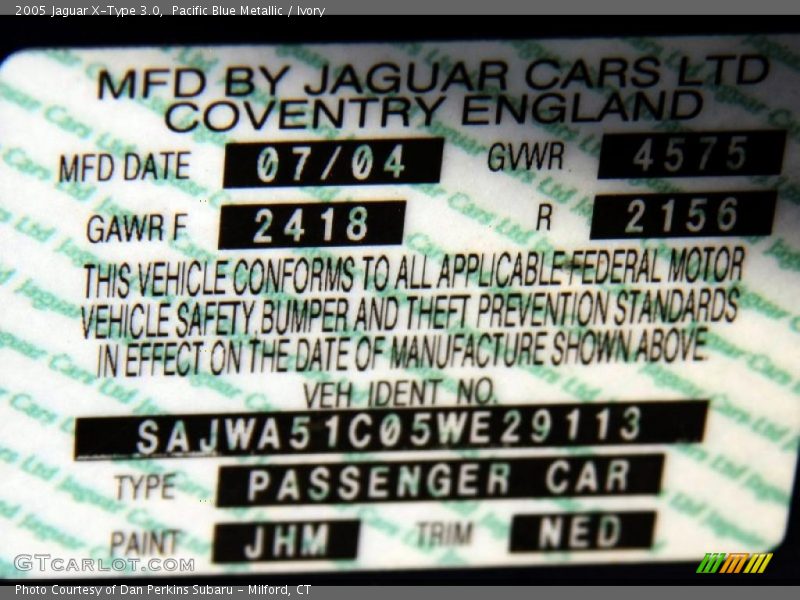 2005 Jaguar X-Type 3.0,  Pacific Blue Metallic / Ivory
MFD BY JAGUAR CARS LTD
COVENTRY ENGLAND
MFD DATE 07/04 GVWR 4575
GAWR F 2418 R 2156
THIS VEHICLE CONFORMS TO ALL APPLICABLE FEDERAL MOTOR
VEHICLE SAFETY, BUMPER AND THEFT PREVENTION STANDARDS
IN EFFECT ON THE DATE OF MANUFACTURE SHOWN ABOVE
VEH IDENT NO.
SAJWA51C05WE29113
TYPE PASSENGER CAR
PAINT JHM TRIM NED
GTCarlot.com
Photo Courtesy of Dan Perkins Subaru - Milford, CT